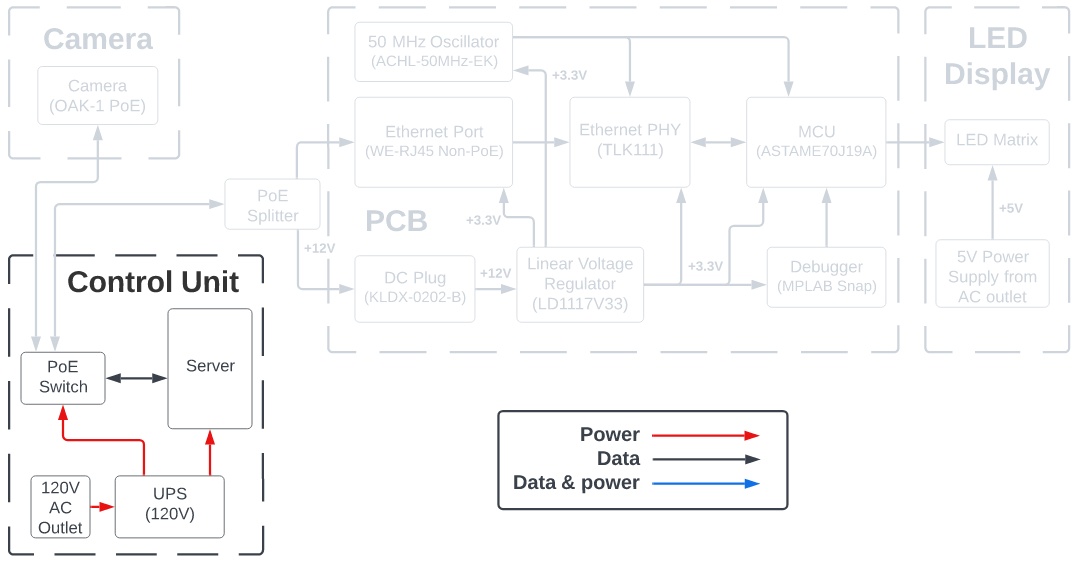 Camera
Camera
(OAK-1 PoE)
50 MHz Oscillator
(ACHL-50MHz-EK)
+3.3V
Ethernet Port
(WE-RJ45 Non-PoE)
Ethernet PHY
(TLK111)
MCU
(ASTAME70J19A)
LED
Display
LED Matrix
+5V
5V Power
Supply from
AC outlet
PoE
Splitter
+12V
PCB
+3.3V
DC Plug
(KLDX-0202-B)
+12V
Linear Voltage
Regulator
(LD1117V33)
+3.3V
Debugger
(MPLAB Snap)
Control Unit
PoE
Switch
Server
120V
AC
Outlet
UPS
(120V)
Power
Data
Data & power